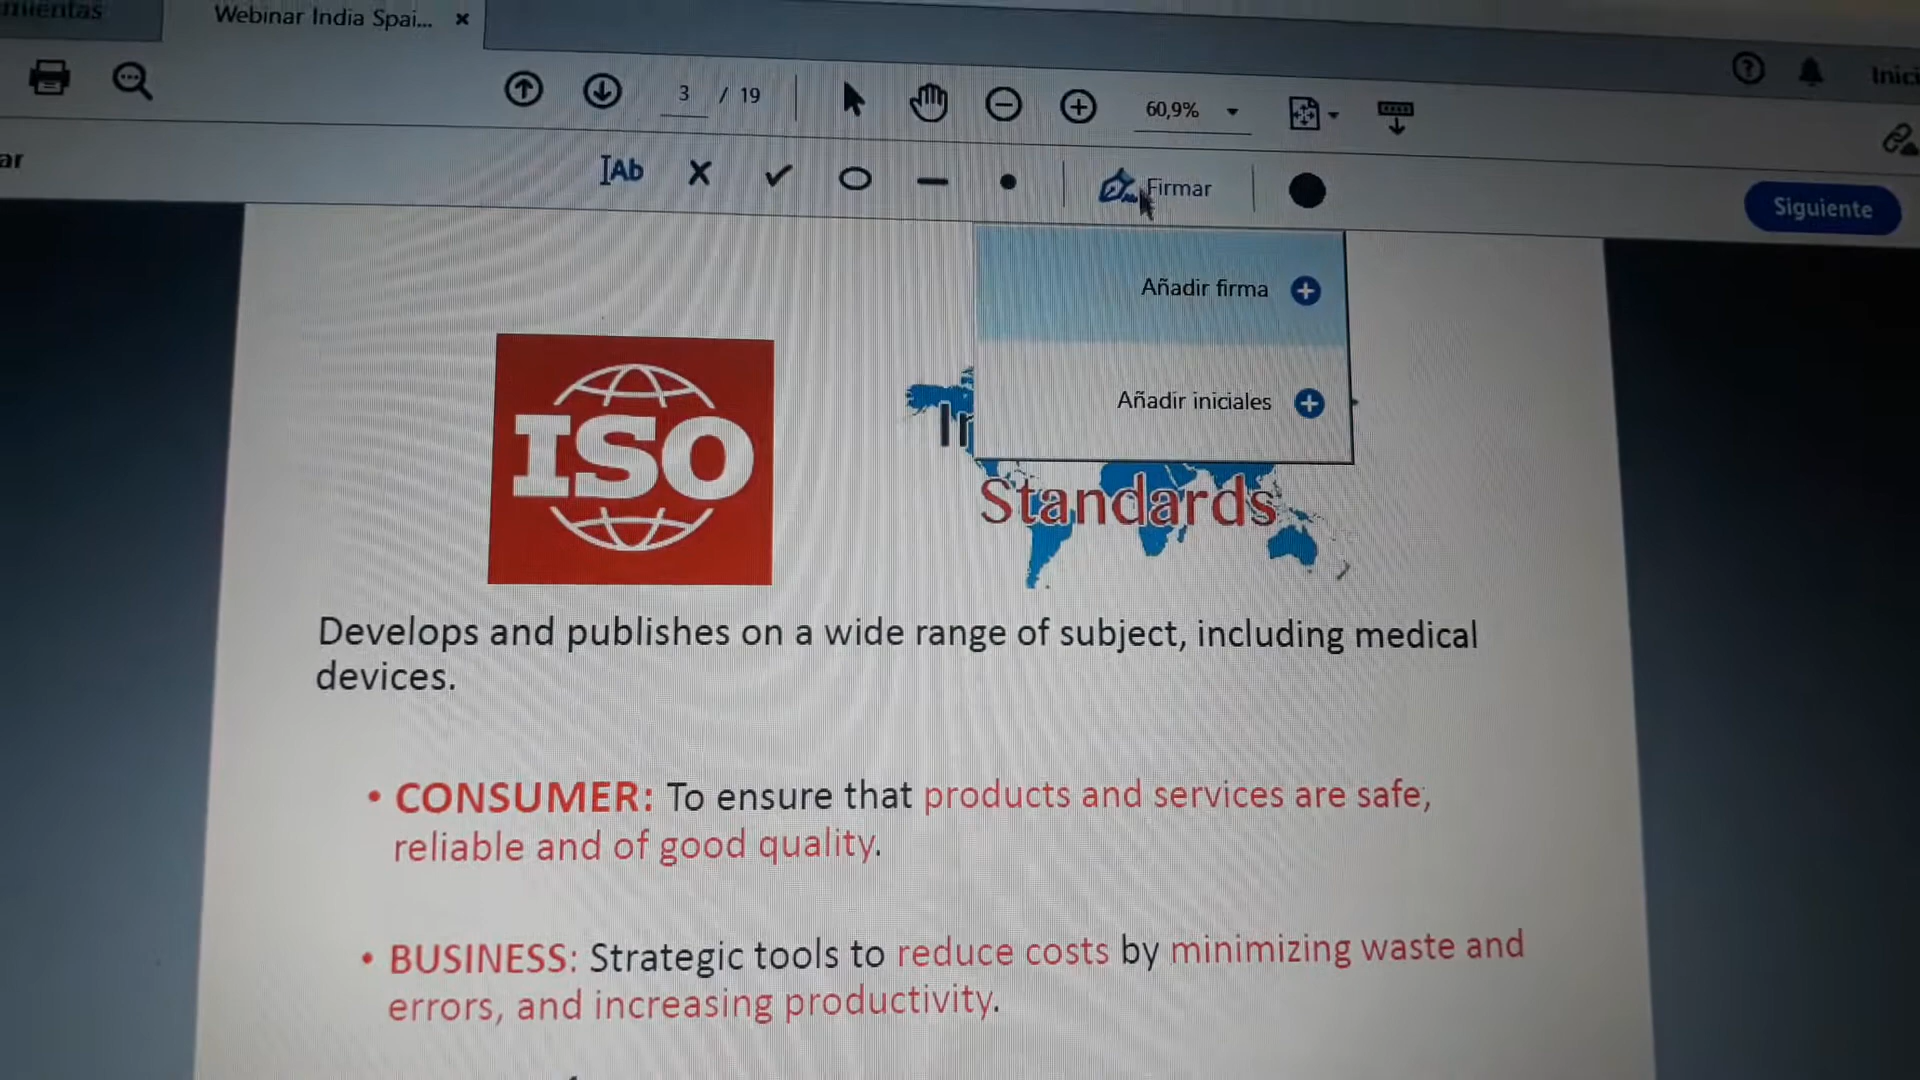 Webinar India Spai...
3 / 19
60,9%
Inici
ar
IAb
Firmar
Siguiente
Añadir firma
Añadir iniciales
ISO
Standards
Develops and publishes on a wide range of subject, including medical
devices.
• CONSUMER: To ensure that products and services are safe,
reliable and of good quality.
• BUSINESS: Strategic tools to reduce costs by minimizing waste and
errors, and increasing productivity.